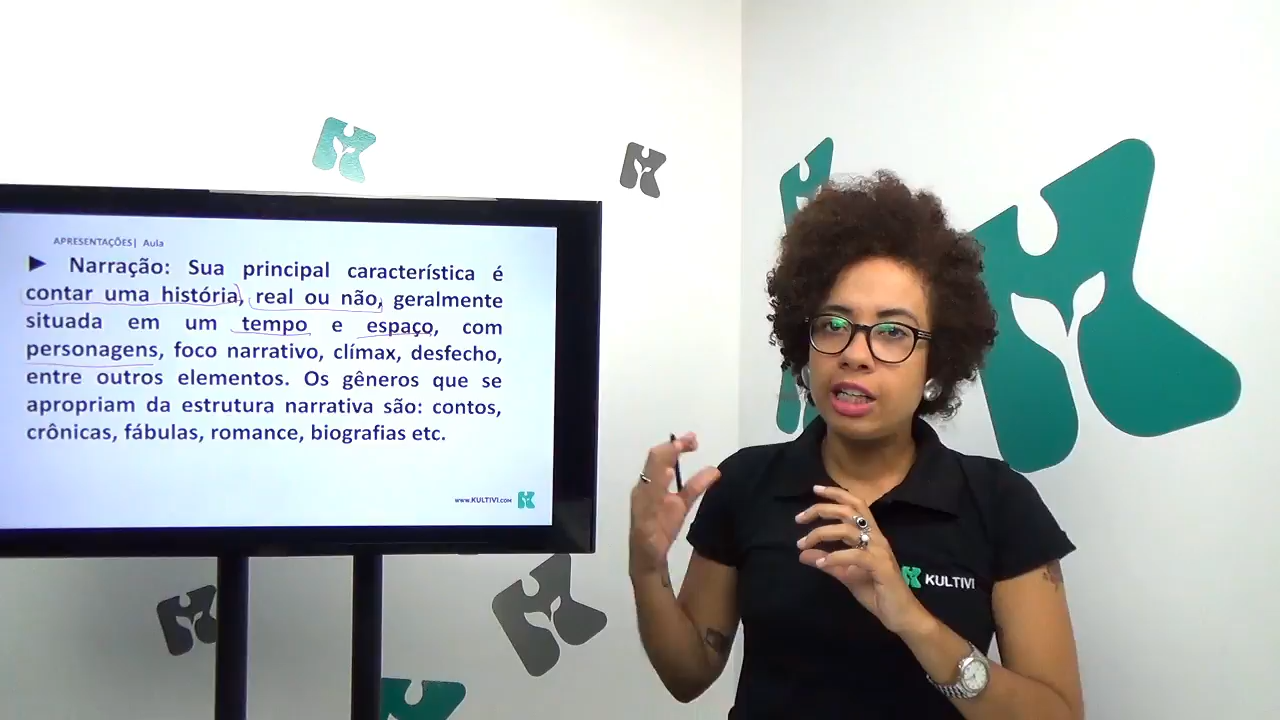 APRESENTAÇÕES| Aula
► Narração: Sua principal característica é
contar uma história, real ou não, geralmente
situada em um tempo e espaço, com
personagens, foco narrativo, clímax, desfecho,
entre outros elementos. Os gêneros que se
apropriam da estrutura narrativa são: contos,
crônicas, fábulas, romance, biografias etc.
www.KULTIVI.com
KULTIVI